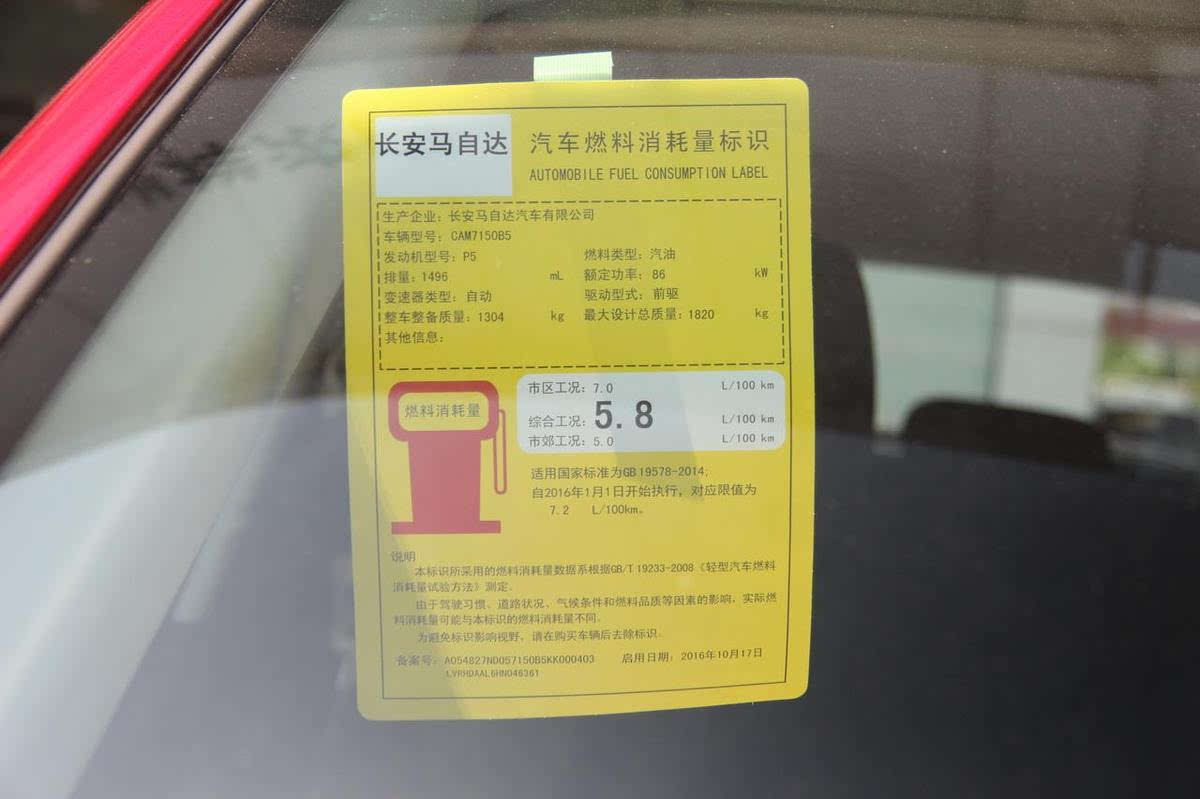 长安马自达
汽车燃料消耗量标识
AUTOMOBILE FUEL CONSUMPTION LABEL
生产企业：长安马自达汽车有限公司
车辆型号：CAM7150B5
发动机型号：P5 燃料类型：汽油
排量：1496 mL 额定功率：86 kW
变速器类型：自动 驱动型式：前驱
整车整备质量：1304 kg 最大设计总质量：1820 kg
其他信息：
燃料消耗量
市区工况：7.0 L/100 km
综合工况：5.8 L/100 km
市郊工况：5.0 L/100 km
适用国家标准为GB 19578-2014;
自2016年1月1日开始执行，对应限值为
7.2 L/100km。
说明
本标识所采用的燃料消耗量数据系根据GB/T 19233-2008《轻型汽车燃料
消耗量试验方法》测定。
由于驾驶习惯、道路状况、气候条件和燃料品质等因素的影响，实际燃
料消耗量可能与本标识的燃料消耗量不同。
为避免标识影响视野，请在购买车辆后去除标识。
备案号：A054827ND057150B5KK000403 启用日期：2016年10月17日
LVRHDAAL6HN046361